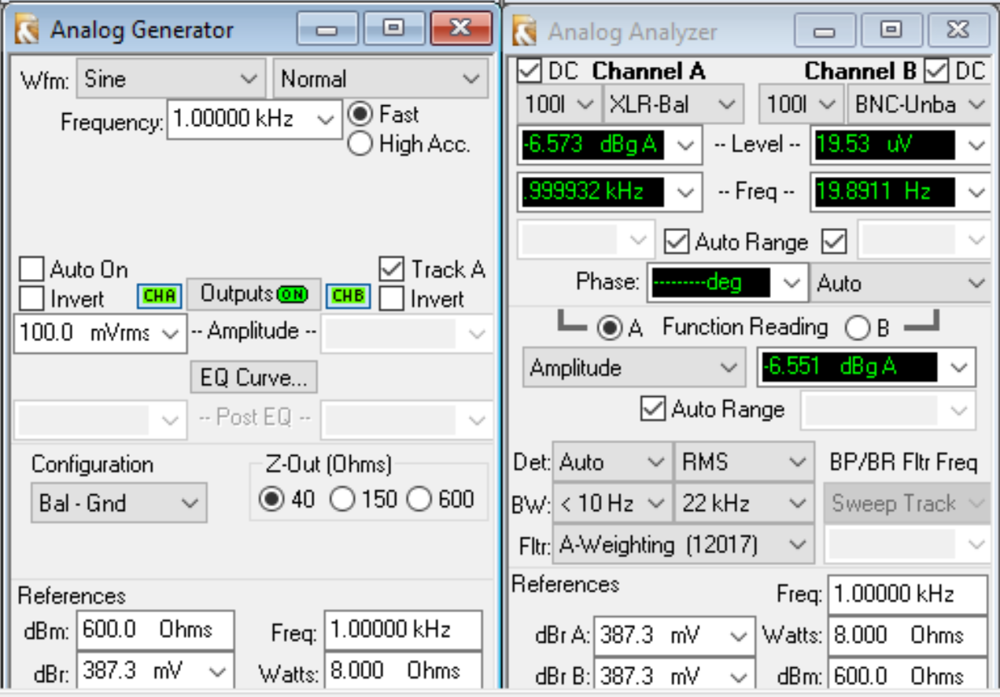 Analog Generator
Wfm: Sine Normal
Frequency: 1.00000 kHz Fast
High Acc.
Auto On Track A
Invert CHA Outputs ON CHB Invert
100.0 mVrms -- Amplitude --
EQ Curve...
-- Post EQ --
Configuration Z-Out (Ohms)
Bal - Gnd 40 150 600
References
dBm: 600.0 Ohms Freq: 1.00000 kHz
dBr: 387.3 mV Watts: 8.000 Ohms
Analog Analyzer
DC Channel A Channel B DC
100l XLR-Bal 100l BNC-Unba
-6.573 dBg A -- Level -- 19.53 uV
.999932 kHz -- Freq -- 19.8911 Hz
Auto Range
Phase: ---------deg Auto
A Function Reading B
Amplitude -6.551 dBg A
Auto Range
Det: Auto RMS BP/BR Fltr Freq
BW: < 10 Hz 22 kHz Sweep Track
Fltr: A-Weighting (12017)
References Freq: 1.00000 kHz
dBr A: 387.3 mV Watts: 8.000 Ohms
dBr B: 387.3 mV dBm: 600.0 Ohms